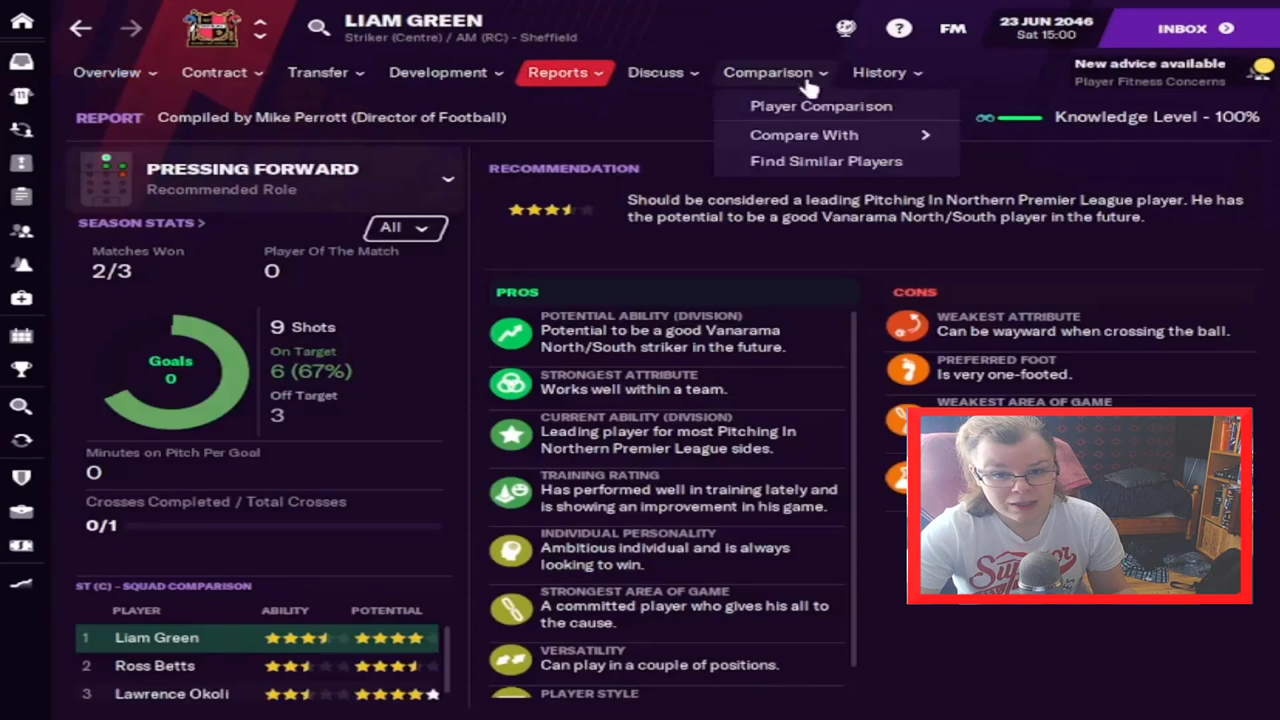 LIAM GREEN
Striker (Centre) / AM (RC) - Sheffield
FM
23 JUN 2046
Sat 15:00
INBOX
Overview
Contract
Transfer
Development
Reports
Discuss
Comparison
History
New advice available
Player Fitness Concerns
Player Comparison
Compare With
Find Similar Players
REPORT Compiled by Mike Perrott (Director of Football)
Knowledge Level - 100%
PRESSING FORWARD
Recommended Role
SEASON STATS >
All
Matches Won
2/3
Player Of The Match
0
Goals
0
9 Shots
On Target
6 (67%)
Off Target
3
Minutes on Pitch Per Goal
0
Crosses Completed / Total Crosses
0/1
ST (C) - SQUAD COMPARISON
PLAYER ABILITY POTENTIAL
1 Liam Green
2 Ross Betts
3 Lawrence Okoli
RECOMMENDATION
Should be considered a leading Pitching In Northern Premier League player. He has
the potential to be a good Vanarama North/South player in the future.
PROS
POTENTIAL ABILITY (DIVISION)
Potential to be a good Vanarama
North/South striker in the future.
STRONGEST ATTRIBUTE
Works well within a team.
CURRENT ABILITY (DIVISION)
Leading player for most Pitching In
Northern Premier League sides.
TRAINING RATING
Has performed well in training lately and
is showing an improvement in his game.
INDIVIDUAL PERSONALITY
Ambitious individual and is always
looking to win.
STRONGEST AREA OF GAME
A committed player who gives his all to
the cause.
VERSATILITY
Can play in a couple of positions.
PLAYER STYLE
CONS
WEAKEST ATTRIBUTE
Can be wayward when crossing the ball.
PREFERRED FOOT
Is very one-footed.
WEAKEST AREA OF GAME